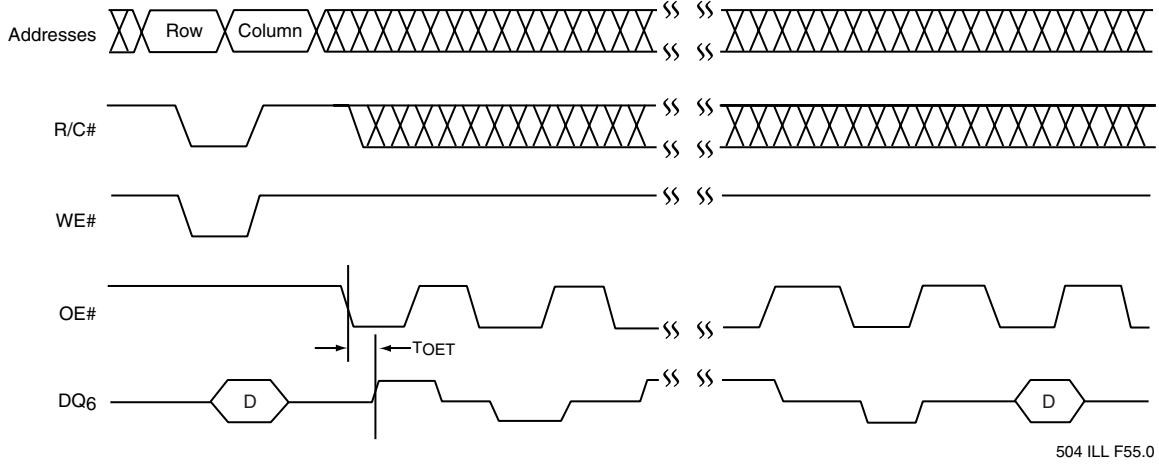 Addresses
Row
Column
R/C#
WE#
OE#
TOET
DQ6
D
D
504 ILL F55.0